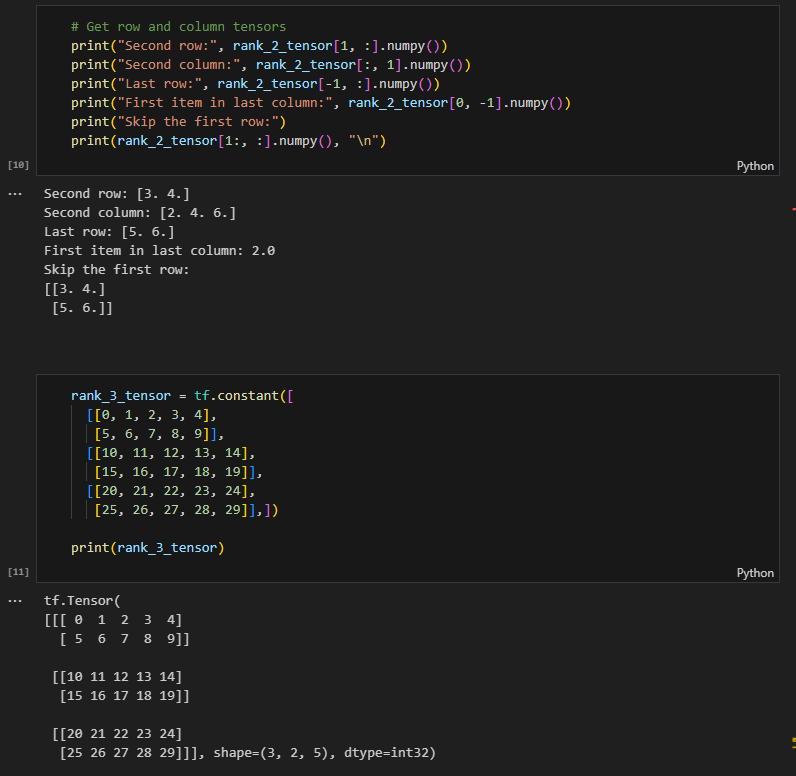 # Get row and column tensors
print("Second row:", rank_2_tensor[1, :].numpy())
print("Second column:", rank_2_tensor[:, 1].numpy())
print("Last row:", rank_2_tensor[-1, :].numpy())
print("First item in last column:", rank_2_tensor[0, -1].numpy())
print("Skip the first row:")
print(rank_2_tensor[1:, :].numpy(), "\n")
[10]
Python
...
Second row: [3. 4.]
Second column: [2. 4. 6.]
Last row: [5. 6.]
First item in last column: 2.0
Skip the first row:
[[3. 4.]
 [5. 6.]]
rank_3_tensor = tf.constant([
  [[0, 1, 2, 3, 4],
   [5, 6, 7, 8, 9]],
  [[10, 11, 12, 13, 14],
   [15, 16, 17, 18, 19]],
  [[20, 21, 22, 23, 24],
   [25, 26, 27, 28, 29]],])
print(rank_3_tensor)
[11]
Python
...
tf.Tensor(
[[[ 0  1  2  3  4]
  [ 5  6  7  8  9]]
 [[10 11 12 13 14]
  [15 16 17 18 19]]
 [[20 21 22 23 24]
  [25 26 27 28 29]]], shape=(3, 2, 5), dtype=int32)